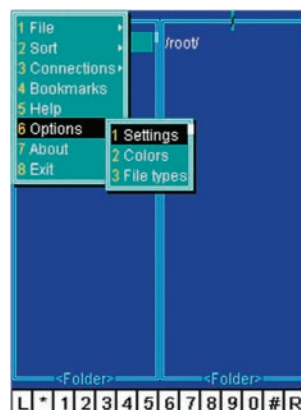 1 File
2 Sort
3 Connections
4 Bookmarks
5 Help
6 Options
7 About
8 Exit
1 Settings
2 Colors
3 File types
/root/
<Folder>
<Folder>
L * 1 2 3 4 5 6 7 8 9 0 # R